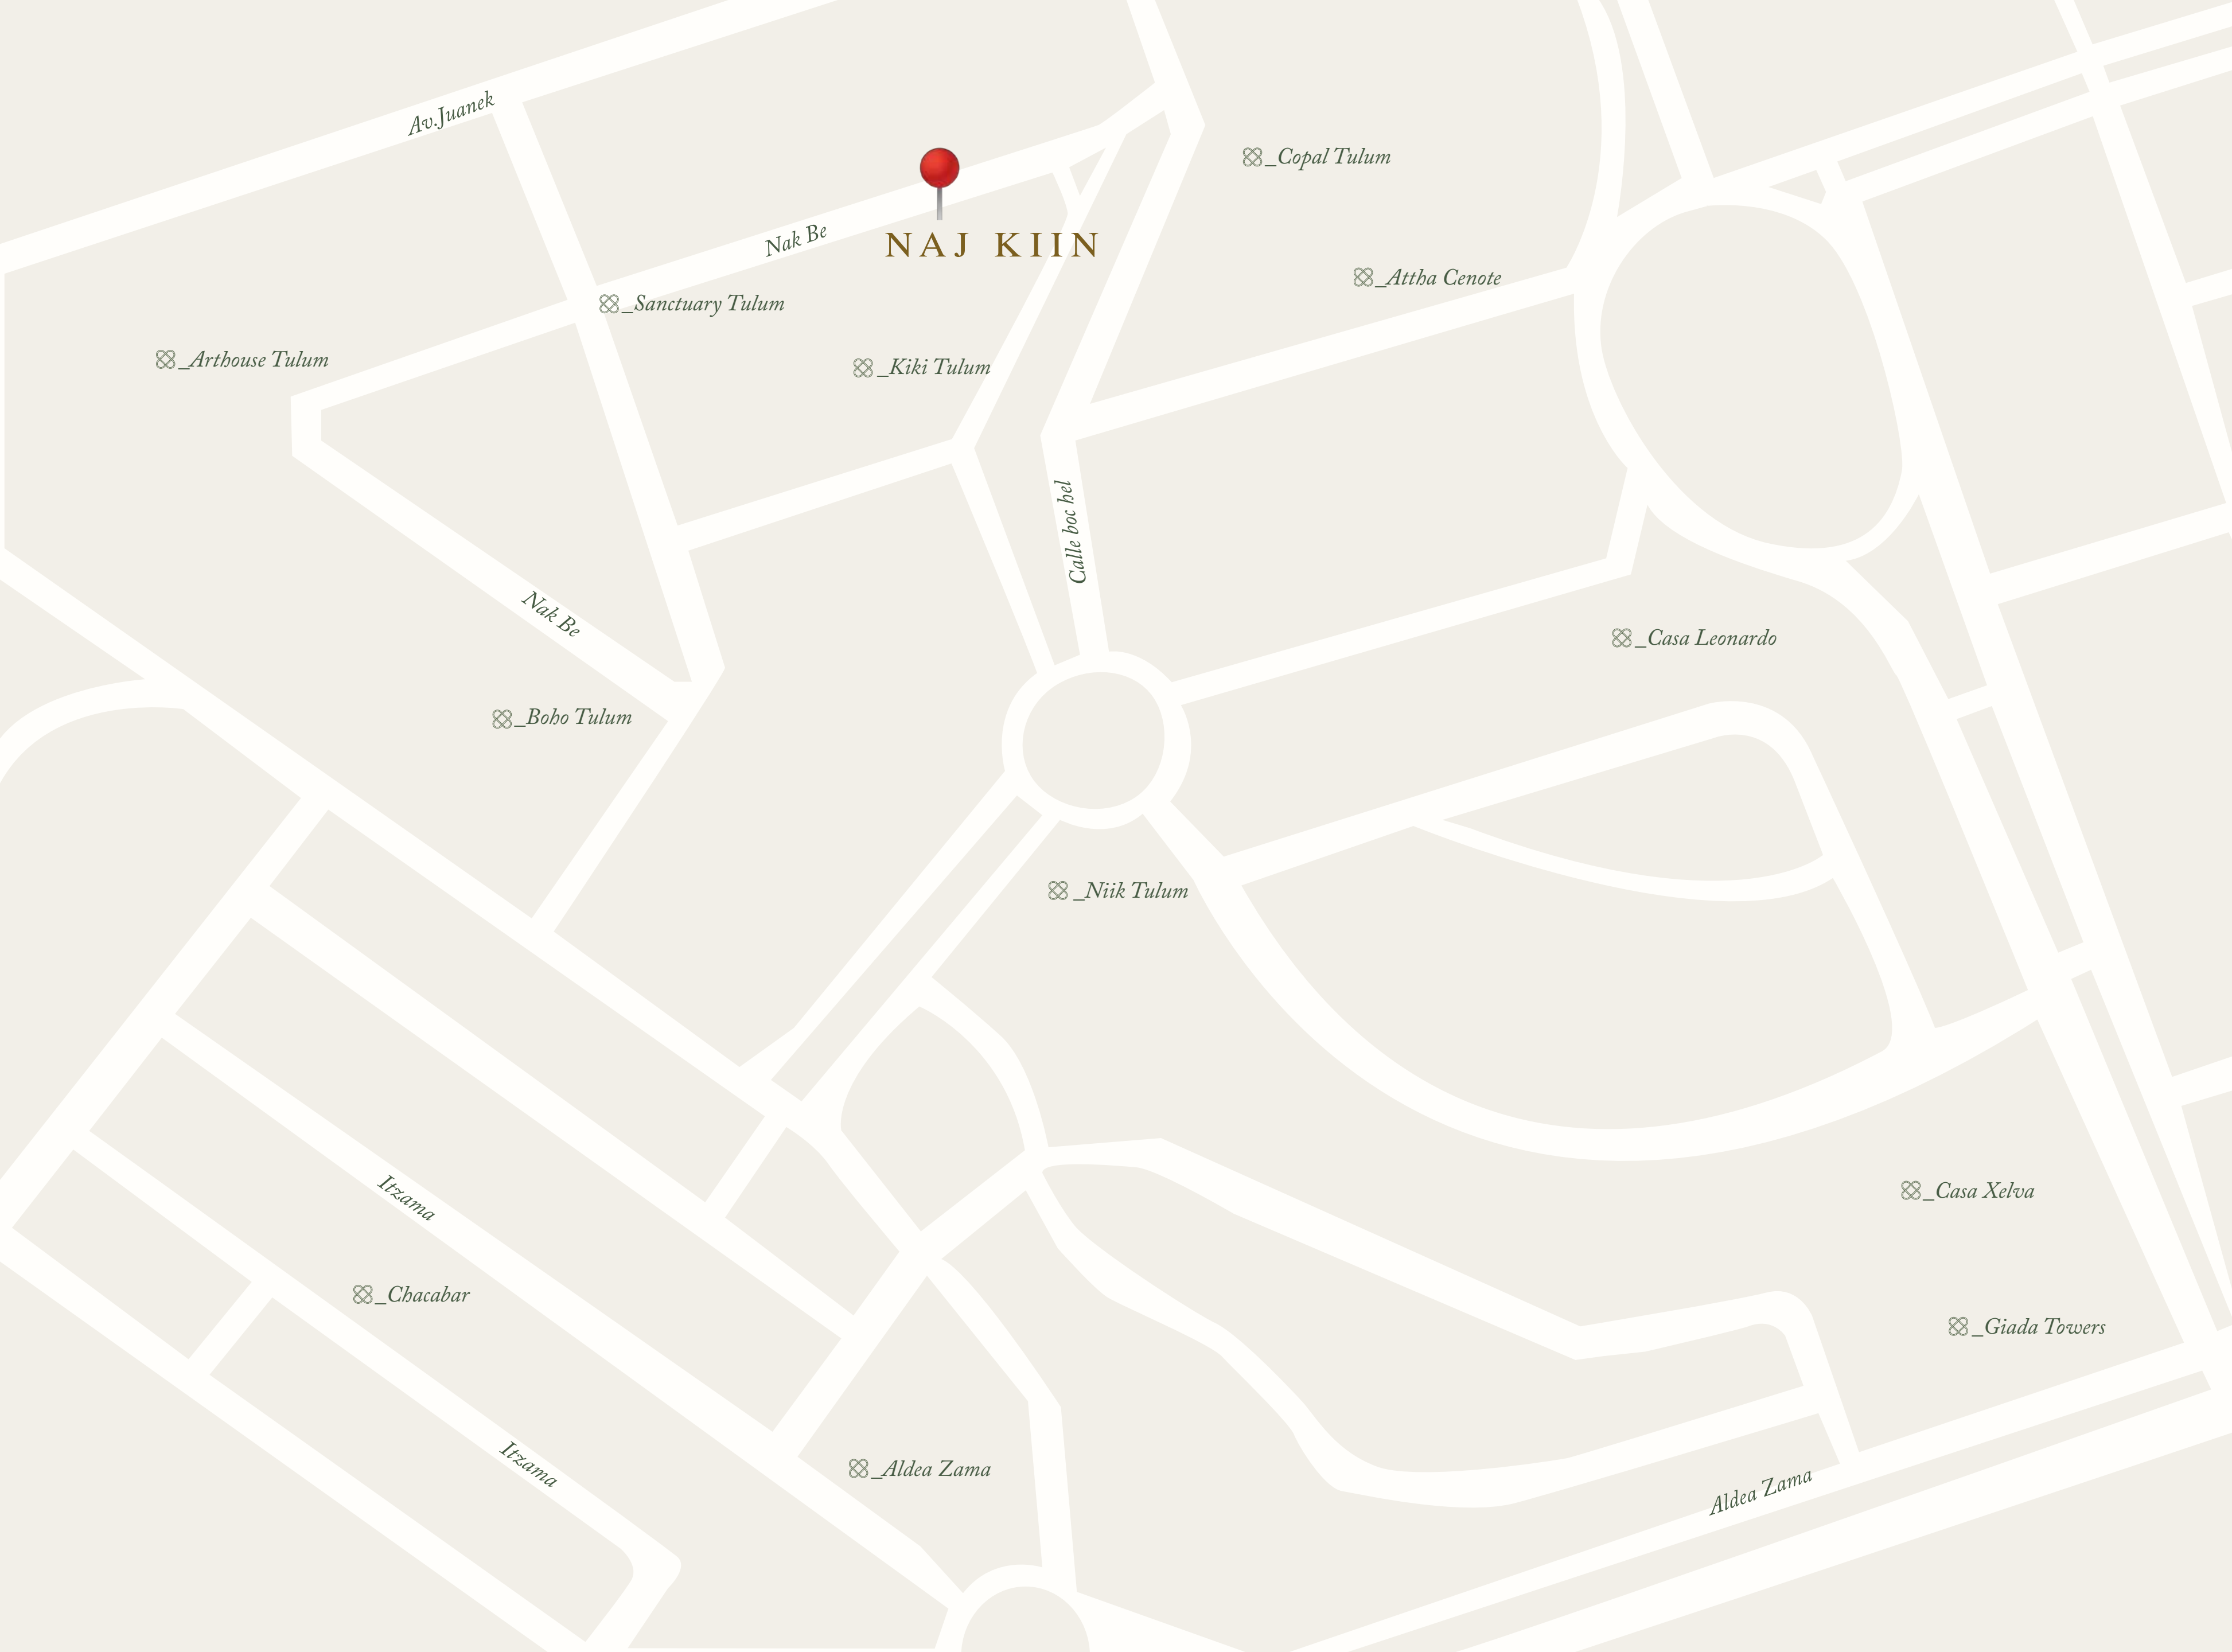 Av.Juanek
_Copal Tulum
Nak Be
NAJ KIIN
_Attha Cenote
_Sanctuary Tulum
_Arthouse Tulum
_Kiki Tulum
Calle boc hel
Nak Be
_Casa Leonardo
_Boho Tulum
_Niik Tulum
Itzama
_Casa Xelva
_Chacabar
_Giada Towers
Itzama
_Aldea Zama
Aldea Zama